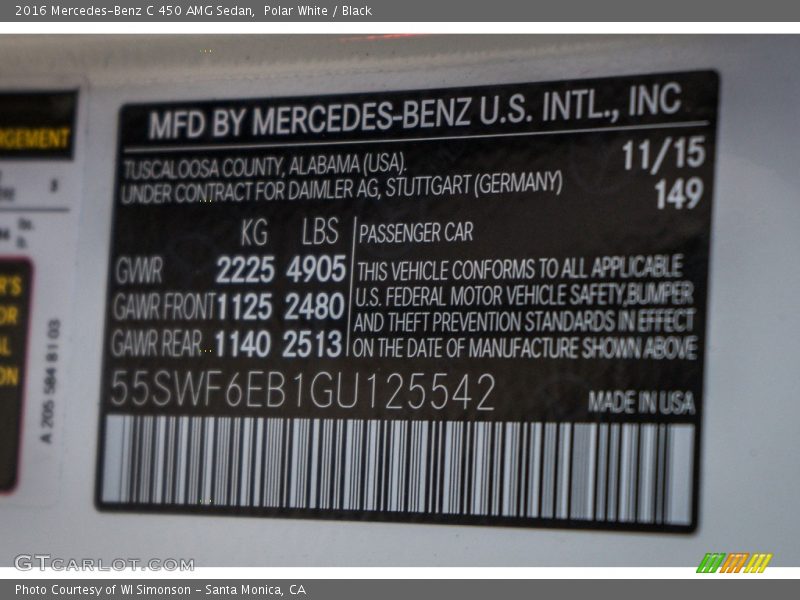 2016 Mercedes-Benz C 450 AMG Sedan, Polar White / Black
MFD BY MERCEDES-BENZ U.S. INTL., INC
TUSCALOOSA COUNTY, ALABAMA (USA). 11/15
UNDER CONTRACT FOR DAIMLER AG, STUTTGART (GERMANY) 149
KG LBS PASSENGER CAR
GVWR 2225 4905 THIS VEHICLE CONFORMS TO ALL APPLICABLE
GAWR FRONT 1125 2480 U.S. FEDERAL MOTOR VEHICLE SAFETY,BUMPER
AND THEFT PREVENTION STANDARDS IN EFFECT
GAWR REAR 1140 2513 ON THE DATE OF MANUFACTURE SHOWN ABOVE
55SWF6EB1GU125542 MADE IN USA
A 205 584 81 03
GTCARLOT.COM
Photo Courtesy of WI Simonson - Santa Monica, CA